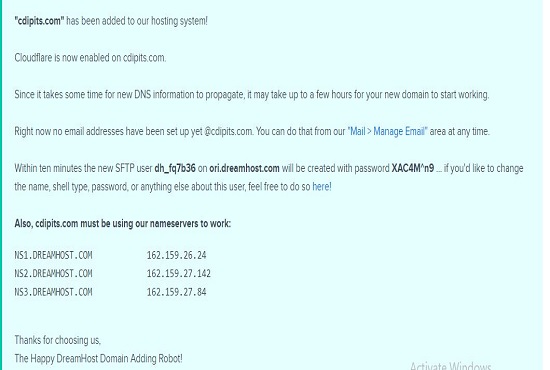 "cdipits.com" has been added to our hosting system!
Cloudflare is now enabled on cdipits.com.
Since it takes some time for new DNS information to propagate, it may take up to a few hours for your new domain to start working.
Right now no email addresses have been set up yet @cdipits.com. You can do that from our "Mail > Manage Email" area at any time.
Within ten minutes the new SFTP user dh_fq7b36 on ori.dreamhost.com will be created with password XAC4M^n9 ... if you'd like to change
the name, shell type, password, or anything else about this user, feel free to do so here!
Also, cdipits.com must be using our nameservers to work:
NS1.DREAMHOST.COM 162.159.26.24
NS2.DREAMHOST.COM 162.159.27.142
NS3.DREAMHOST.COM 162.159.27.84
Thanks for choosing us,
The Happy DreamHost Domain Adding Robot!
Activate Windows